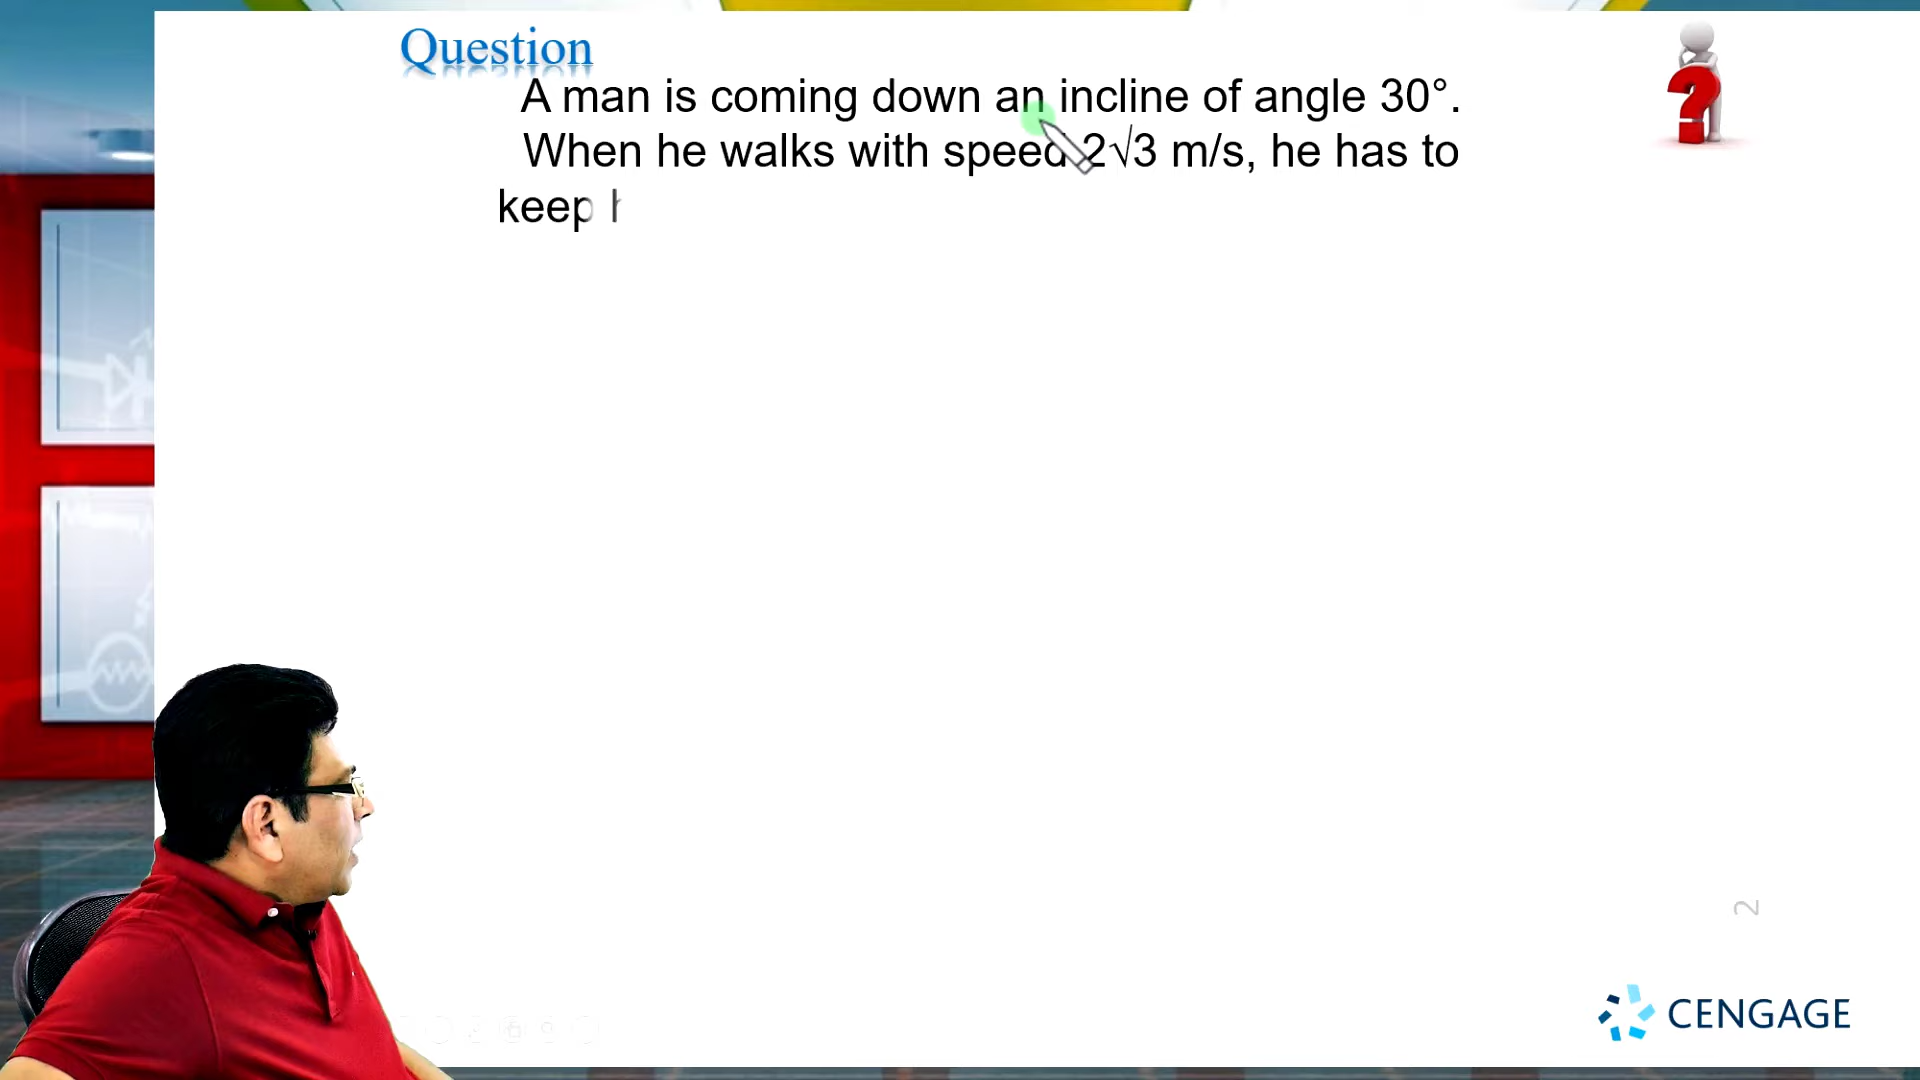 Question
A man is coming down an incline of angle 30°.
When he walks with speed 2√3 m/s, he has to
keep
2
CENGAGE